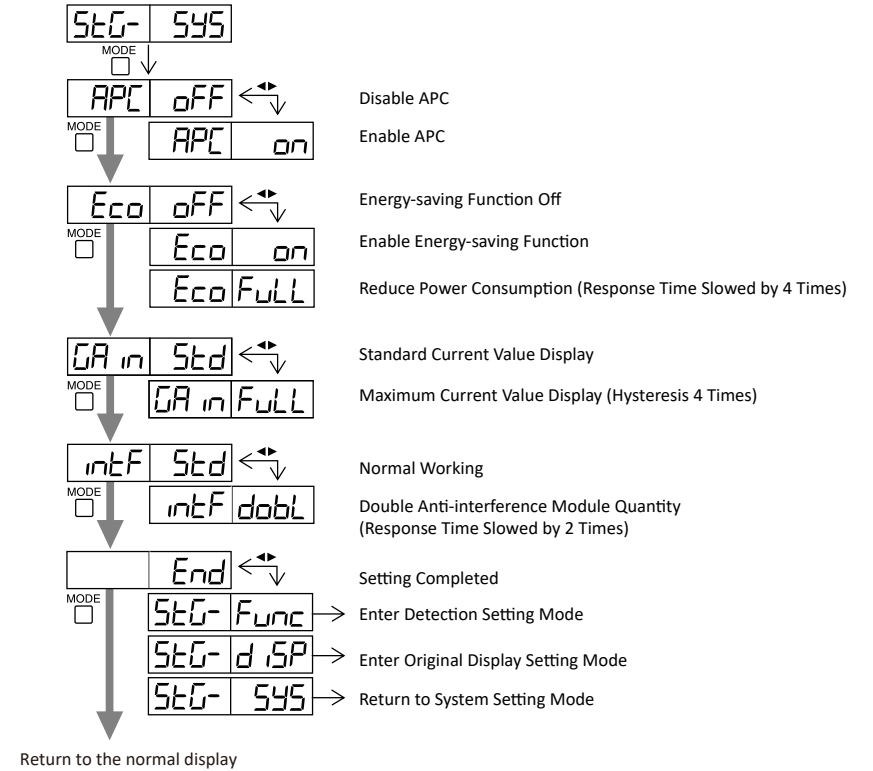 StG- SYS
MODE
APC oFF Disable APC
MODE
APC on Enable APC
Eco oFF Energy-saving Function Off
MODE
Eco on Enable Energy-saving Function
Eco FuLL Reduce Power Consumption (Response Time Slowed by 4 Times)
GA in Std Standard Current Value Display
MODE
GA in FuLL Maximum Current Value Display (Hysteresis 4 Times)
intF Std Normal Working
MODE
intF dobL Double Anti-interference Module Quantity
(Response Time Slowed by 2 Times)
End Setting Completed
MODE
StG- Func Enter Detection Setting Mode
StG- diSP Enter Original Display Setting Mode
StG- SYS Return to System Setting Mode
Return to the normal display